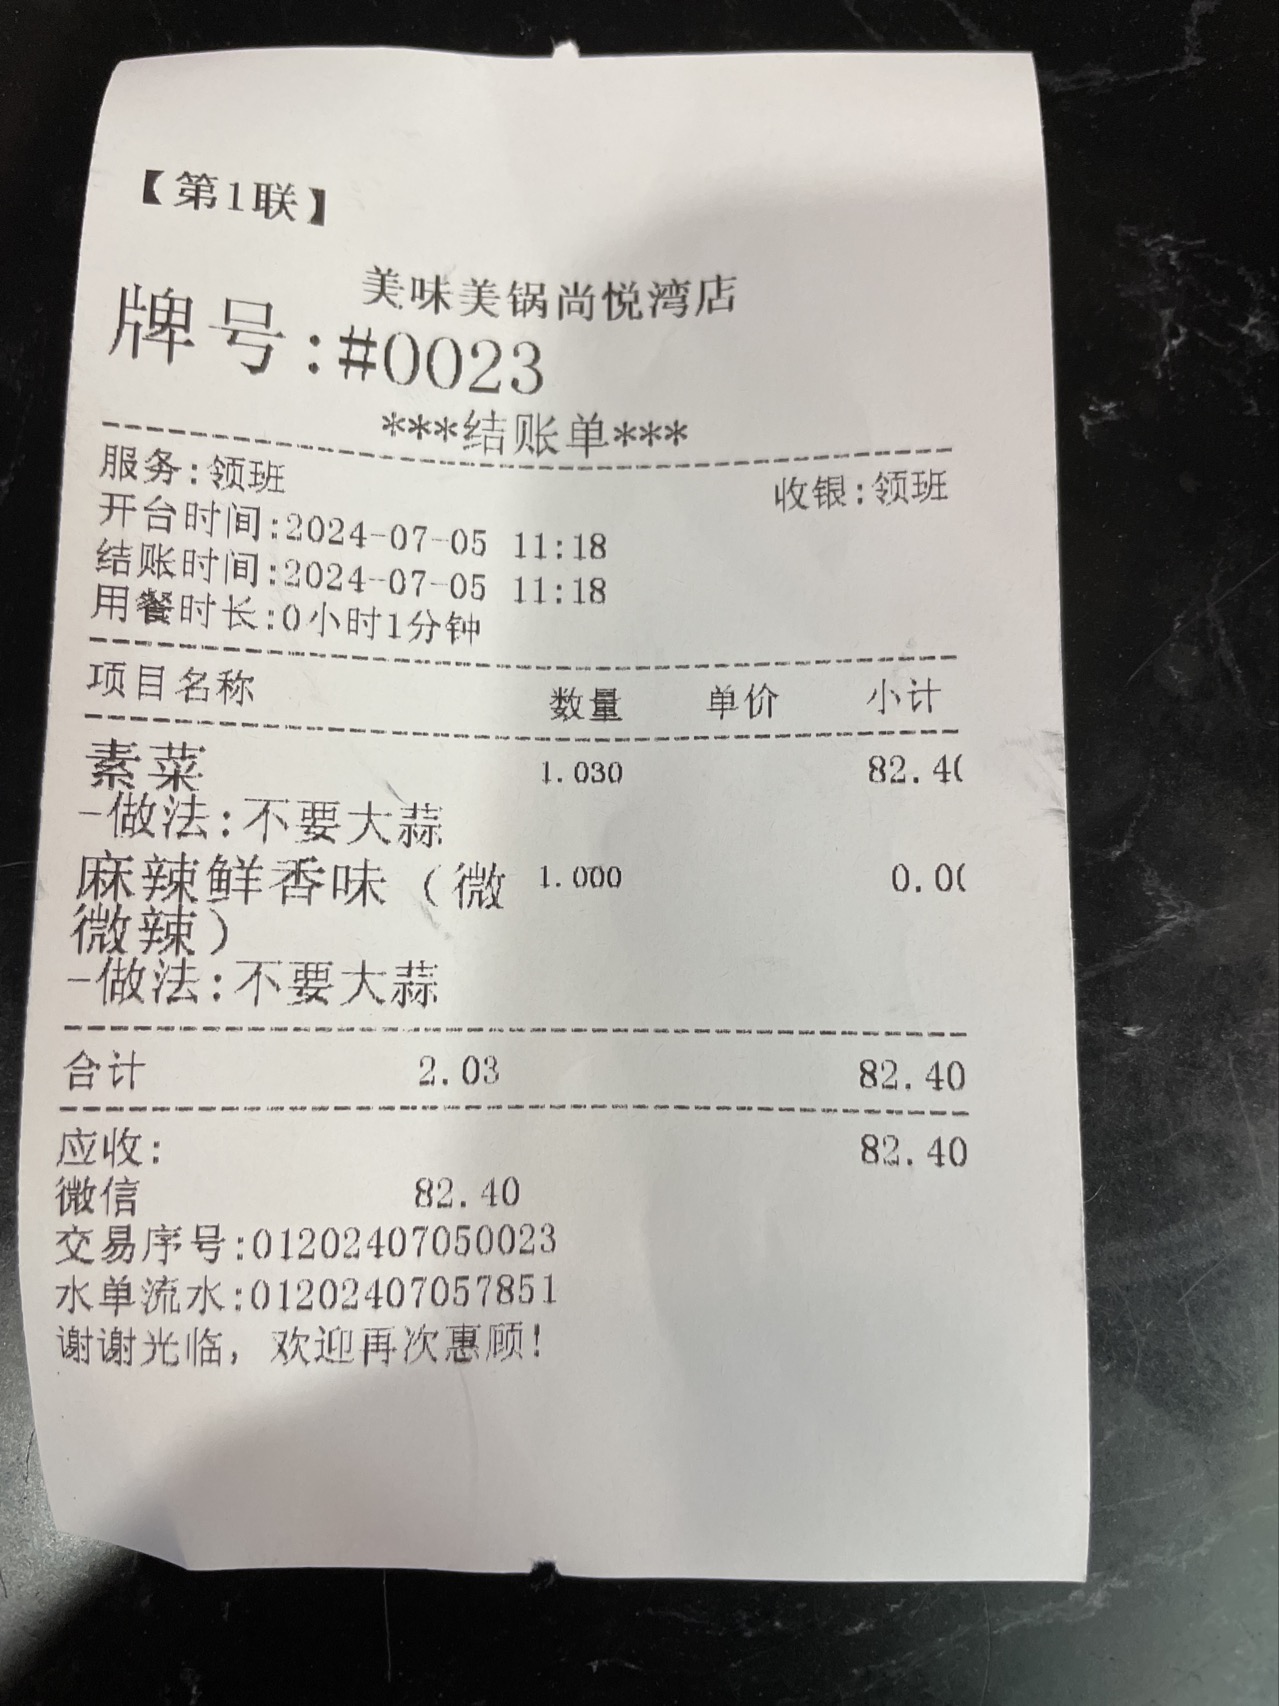 【第1联】
美味美锅尚悦湾店
牌号:#0023
***结账单***
服务:领班 收银:领班
开台时间:2024-07-05 11:18
结账时间:2024-07-05 11:18
用餐时长:0小时1分钟
项目名称 数量 单价 小计
素菜 1.030 82.4(
-做法:不要大蒜
麻辣鲜香味（微 1.000 0.0(
微辣）
-做法:不要大蒜
合计 2.03 82.40
应收: 82.40
微信 82.40
交易序号:01202407050023
水单流水:01202407057851
谢谢光临, 欢迎再次惠顾!